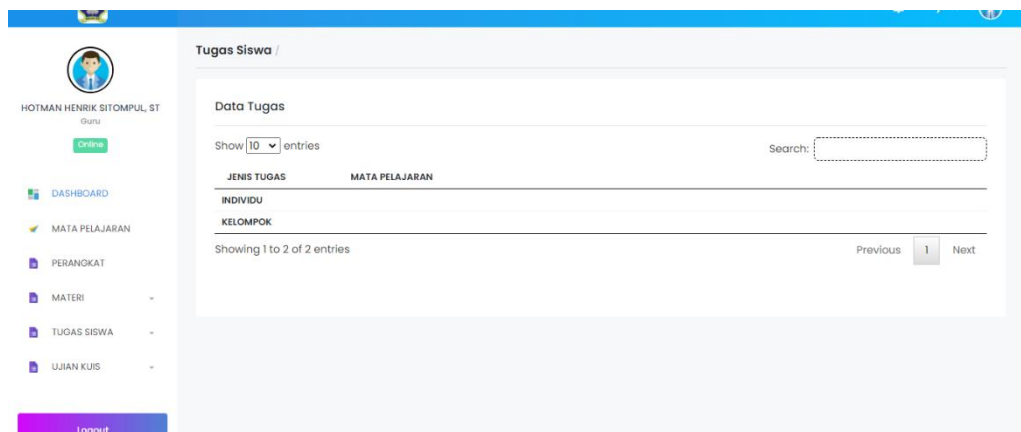 Tugas Siswa /
HOTMAN HENRIK SITOMPUL, ST
Guru
Online
DASHBOARD
MATA PELAJARAN
PERANGKAT
MATERI
TUGAS SISWA
UJIAN KUIS
Logout
Data Tugas
Show 10 entries
Search:
JENIS TUGAS MATA PELAJARAN
INDIVIDU
KELOMPOK
Showing 1 to 2 of 2 entries
Previous 1 Next